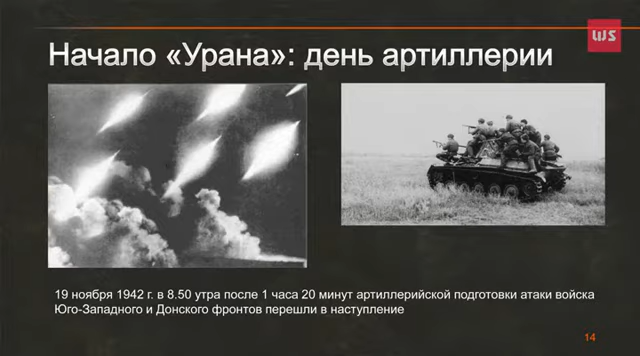 WS
Начало «Урана»: день артиллерии
19 ноября 1942 г. в 8.50 утра после 1 часа 20 минут артиллерийской подготовки атаки войска
Юго-Западного и Донского фронтов перешли в наступление
14